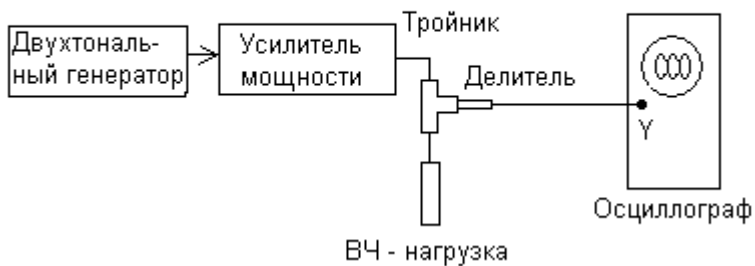 Двухтональ-
ный генератор
Усилитель
мощности
Тройник
Делитель
Y
Осциллограф
ВЧ - нагрузка